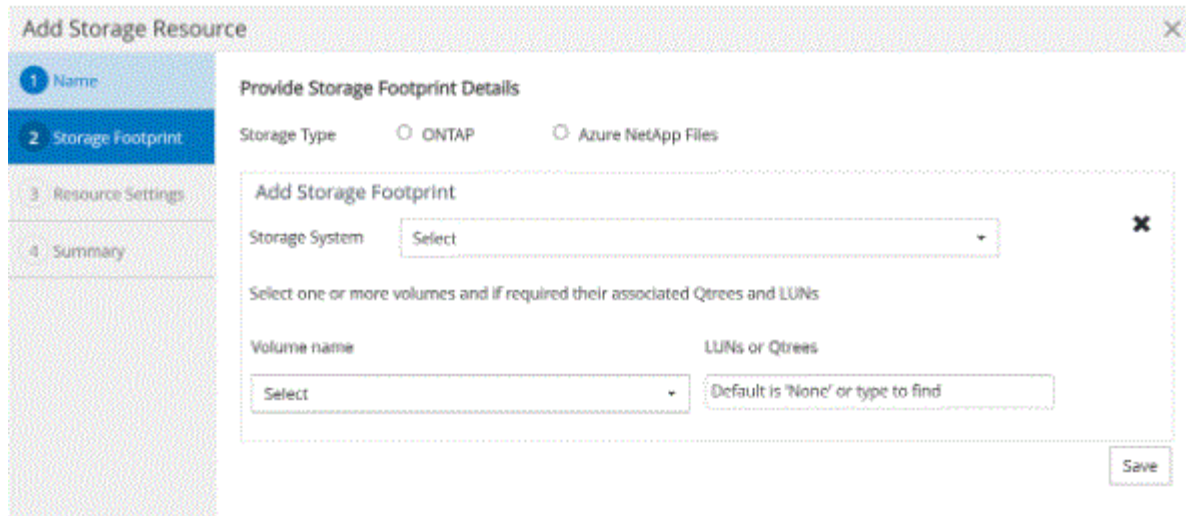 Add Storage Resource
1 Name
2 Storage Footprint
3 Resource Settings
4 Summary
Provide Storage Footprint Details
Storage Type ONTAP Azure NetApp Files
Add Storage Footprint
Storage System Select
Select one or more volumes and if required their associated Qtrees and LUNs
Volume name LUNs or Qtrees
Select Default is 'None' or type to find
Save